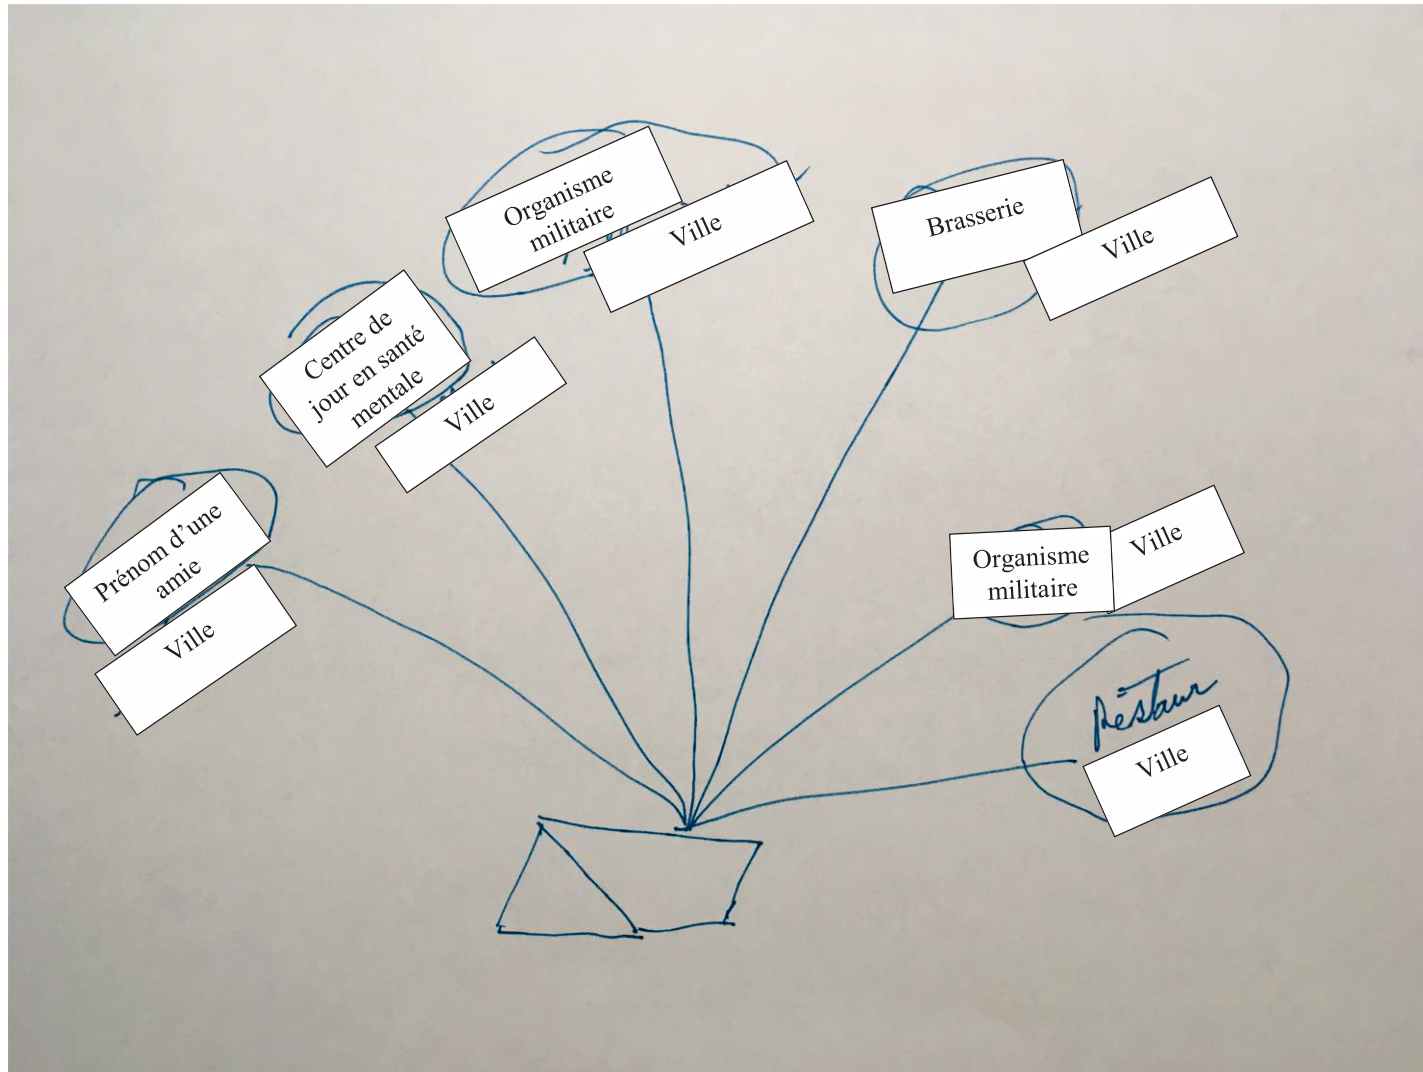 Organisme
militaire
Ville
Brasserie
Ville
Centre de
jour en santé
mentale
Ville
Prénom d’une
amie
Ville
Organisme
militaire
Ville
Réstaur
Ville